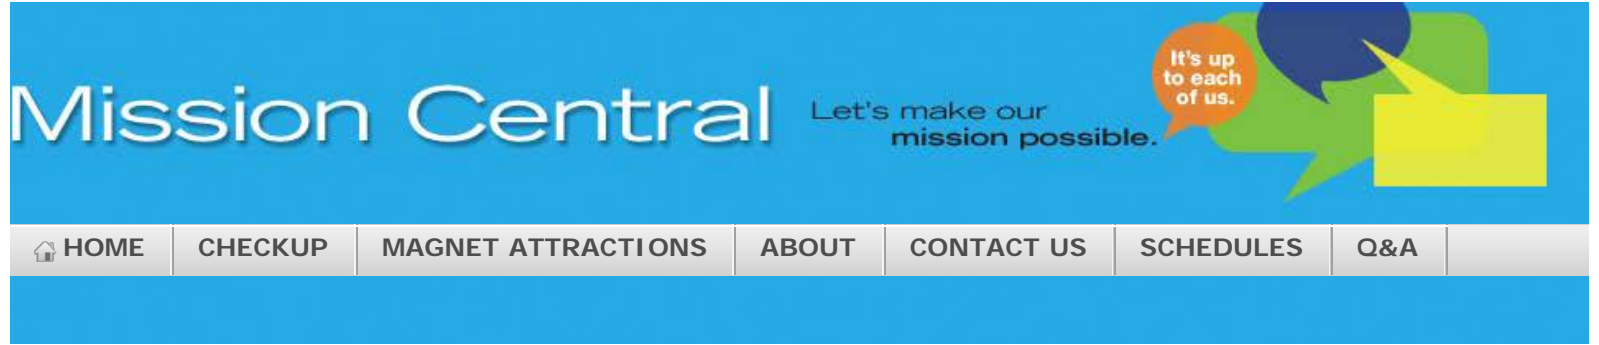 Mission Central
Let's make our
mission possible.
It's up
to each
of us.
HOME CHECKUP MAGNET ATTRACTIONS ABOUT CONTACT US SCHEDULES Q&A